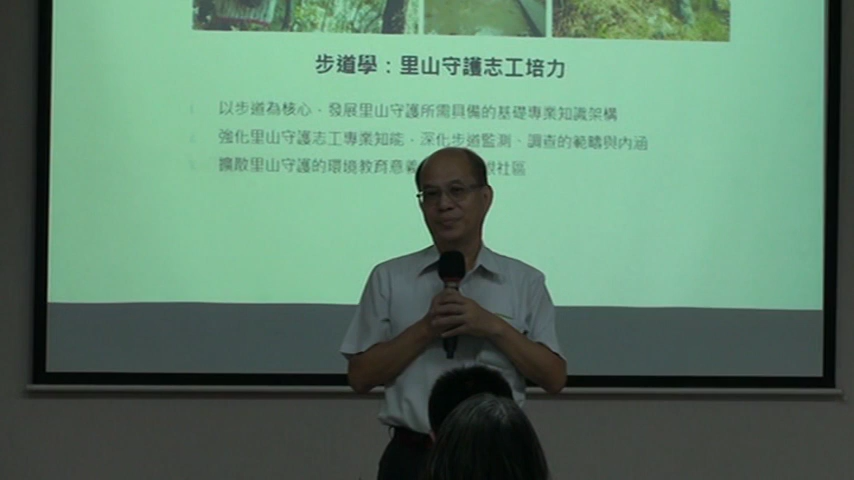 步道學：里山守護志工培力
以步道為核心，發展里山守護所需具備的基礎專業知識架構
強化里山守護志工專業知能，深化步道監測、調查的範疇與內涵
擴散里山守護的環境教育意義 社區